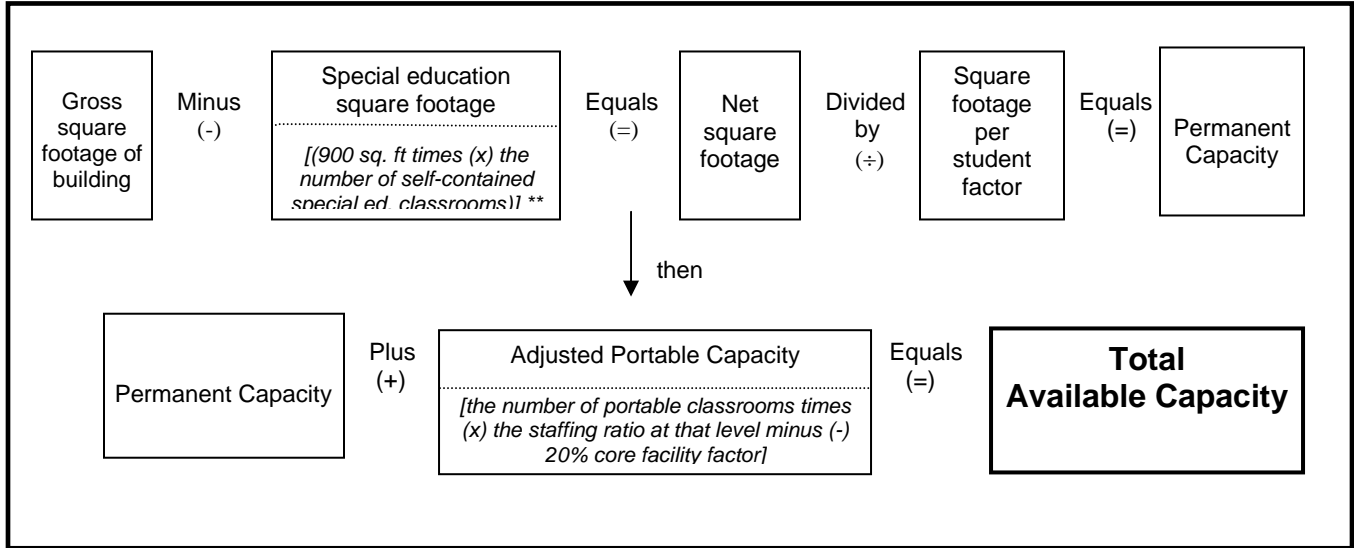 Gross
square
footage of
building
Minus
(-)
Special education
square footage
[(900 sq. ft times (x) the
number of self-contained
special ed. classrooms)] **
Equals
(=)
Net
square
footage
Divided
by
(÷)
Square
footage
per
student
factor
Equals
(=)
Permanent
Capacity
then
Permanent Capacity
Plus
(+)
Adjusted Portable Capacity
[the number of portable classrooms times
(x) the staffing ratio at that level minus (-)
20% core facility factor]
Equals
(=)
Total
Available Capacity